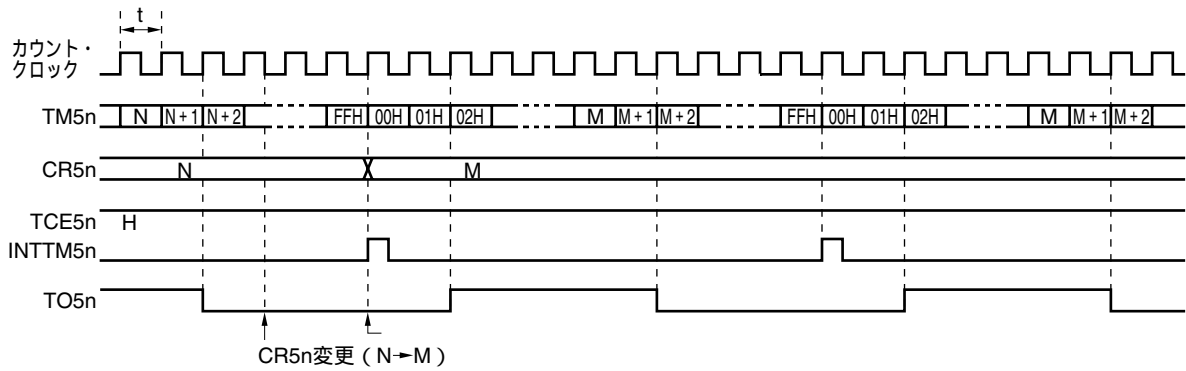 t
カウント・
クロック
TM5n N N + 1 N + 2 FFH 00H 01H 02H M M + 1 M + 2 FFH 00H 01H 02H M M + 1 M + 2
CR5n N M
TCE5n H
INTTM5n
TO5n
CR5n変更（N→M）